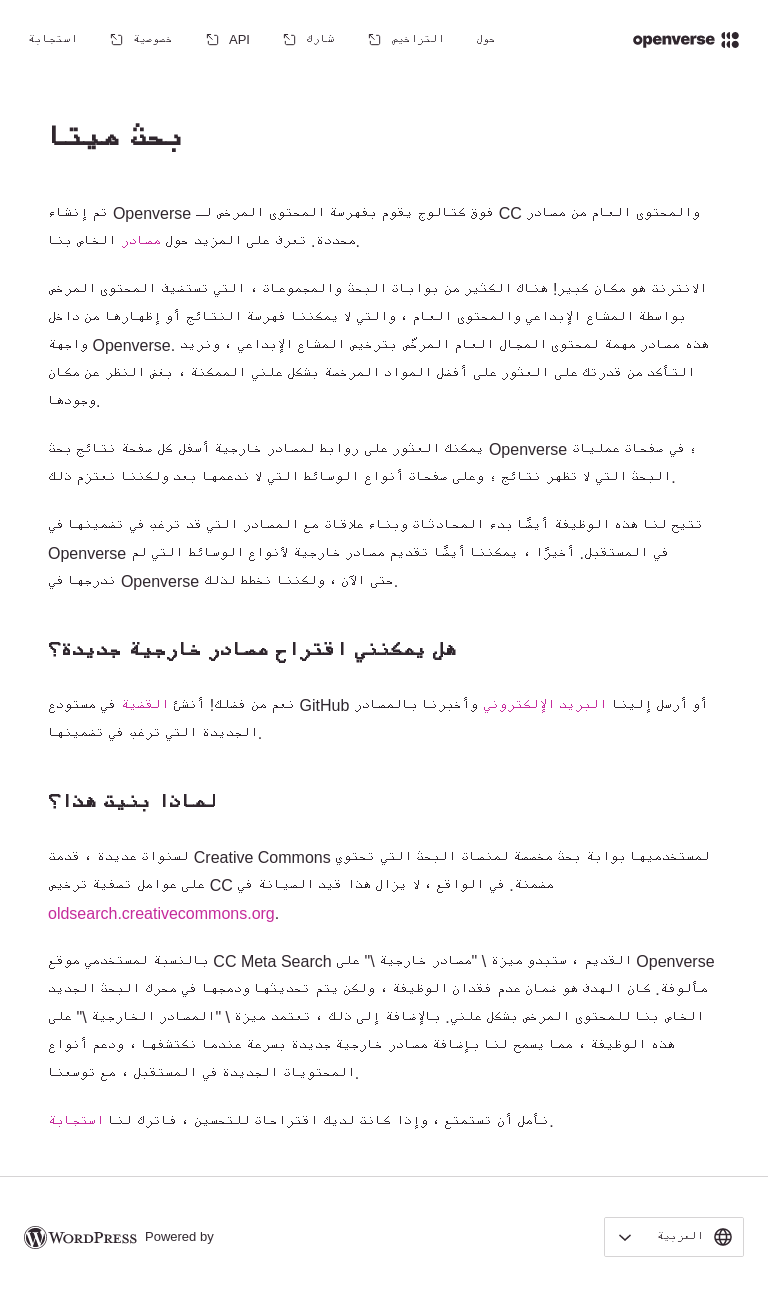 openverse حول التراخيص شارك API خصوصية استجابة
بحث ميتا
تم إنشاء Openverse فوق كتالوج يقوم بفهرسة المحتوى المرخص لـ CC والمحتوى العام من مصادر
محددة. تعرف على المزيد حول مصادر الخاص بنا.
الانترنة هو مكان كبير! هناك الكثير من بوابات البحث والمجموعات ، التي تستضيف المحتوى المرخص
بواسطة المشاع الإبداعي والمحتوى العام ، والتي لا يمكننا فهرسة النتائج أو إظهارها من داخل
واجهة Openverse. هذه مصادر مهمة لمحتوى المجال العام المرخّص بترخيص المشاع الإبداعي ، ونريد
التأكد من قدرتك على العثور على أفضل المواد المرخصة بشكل علني الممكنة ، بغض النظر عن مكان
وجودها.
يمكنك العثور على روابط لمصادر خارجية أسفل كل صفحة نتائج بحث Openverse ؛ في صفحات عمليات
البحث التي لا تظهر نتائج ؛ وعلى صفحات أنواع الوسائط التي لا ندعمها بعد ولكننا نعتزم ذلك.
تتيح لنا هذه الوظيفة أيضًا بدء المحادثات وبناء علاقات مع المصادر التي قد ترغب في تضمينها في
Openverse في المستقبل. أخيرًا ، يمكننا أيضًا تقديم مصادر خارجية لأنواع الوسائط التي لم
ندرجها في Openverse حتى الآن ، ولكننا نخطط لذلك.
هل يمكنني اقتراح مصادر خارجية جديدة؟
نعم من فضلك! أنشئ القضية في مستودع GitHub أو أرسل إلينا البريد الإلكتروني وأخبرنا بالمصادر
الجديدة التي ترغب في تضمينها.
لماذا بنيت هذا؟
لسنوات عديدة ، قدمت Creative Commons لمستخدميها بوابة بحث مخصصة لمنصات البحث التي تحتوي
على عوامل تصفية ترخيص CC مضمنة. في الواقع ، لا يزال هذا قيد الصيانة في
oldsearch.creativecommons.org.
بالنسبة لمستخدمي موقع CC Meta Search القديم ، ستبدو ميزة \ "مصادر خارجية \" على Openverse
مألوفة. كان الهدف هو ضمان عدم فقدان الوظيفة ، ولكن يتم تحديثها ودمجها في محرك البحث الجديد
الخاص بنا للمحتوى المرخص بشكل علني. بالإضافة إلى ذلك ، تعتمد ميزة \ "المصادر الخارجية \" على
هذه الوظيفة ، مما يسمح لنا بإضافة مصادر خارجية جديدة بسرعة عندما نكتشفها ، ودعم أنواع
المحتويات الجديدة في المستقبل ، مع توسعنا.
نأمل أن تستمتع ، وإذا كانت لديك اقتراحات للتحسين ، فاترك لنا استجابة.
العربية
Powered by WORDPRESS